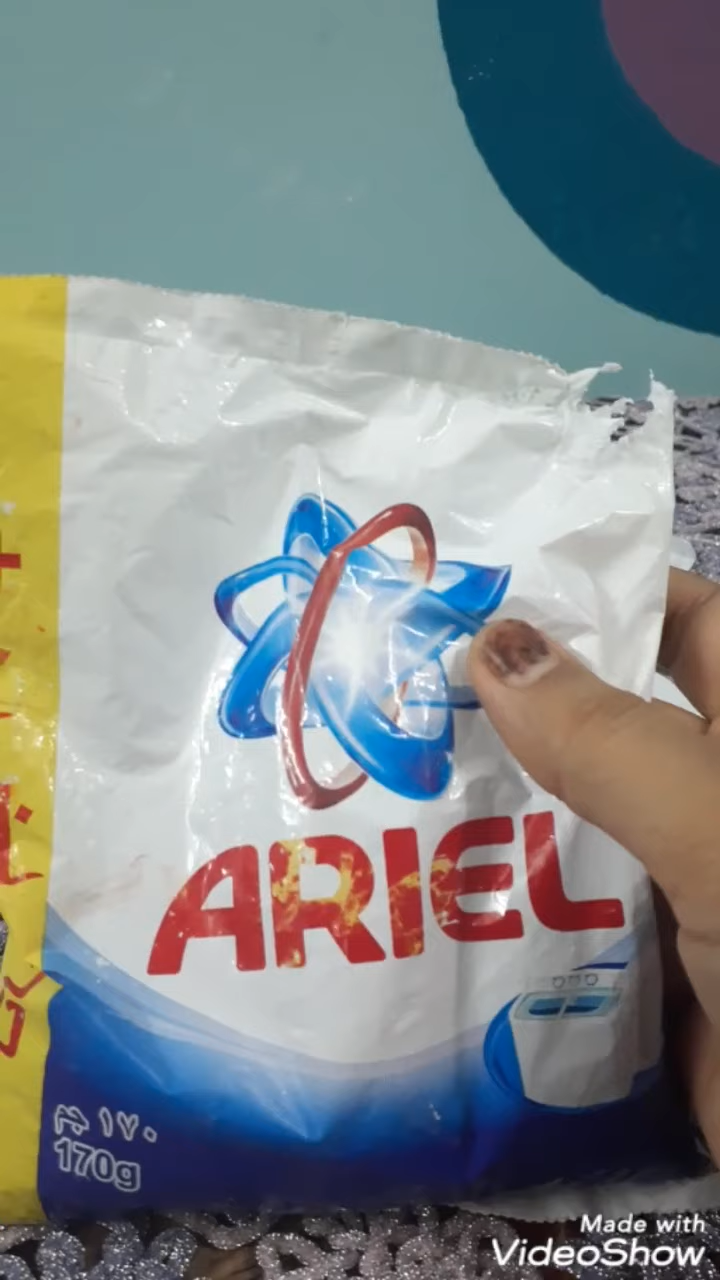 ARIEL
١٧٠ جم
170g
Made with
VideoShow